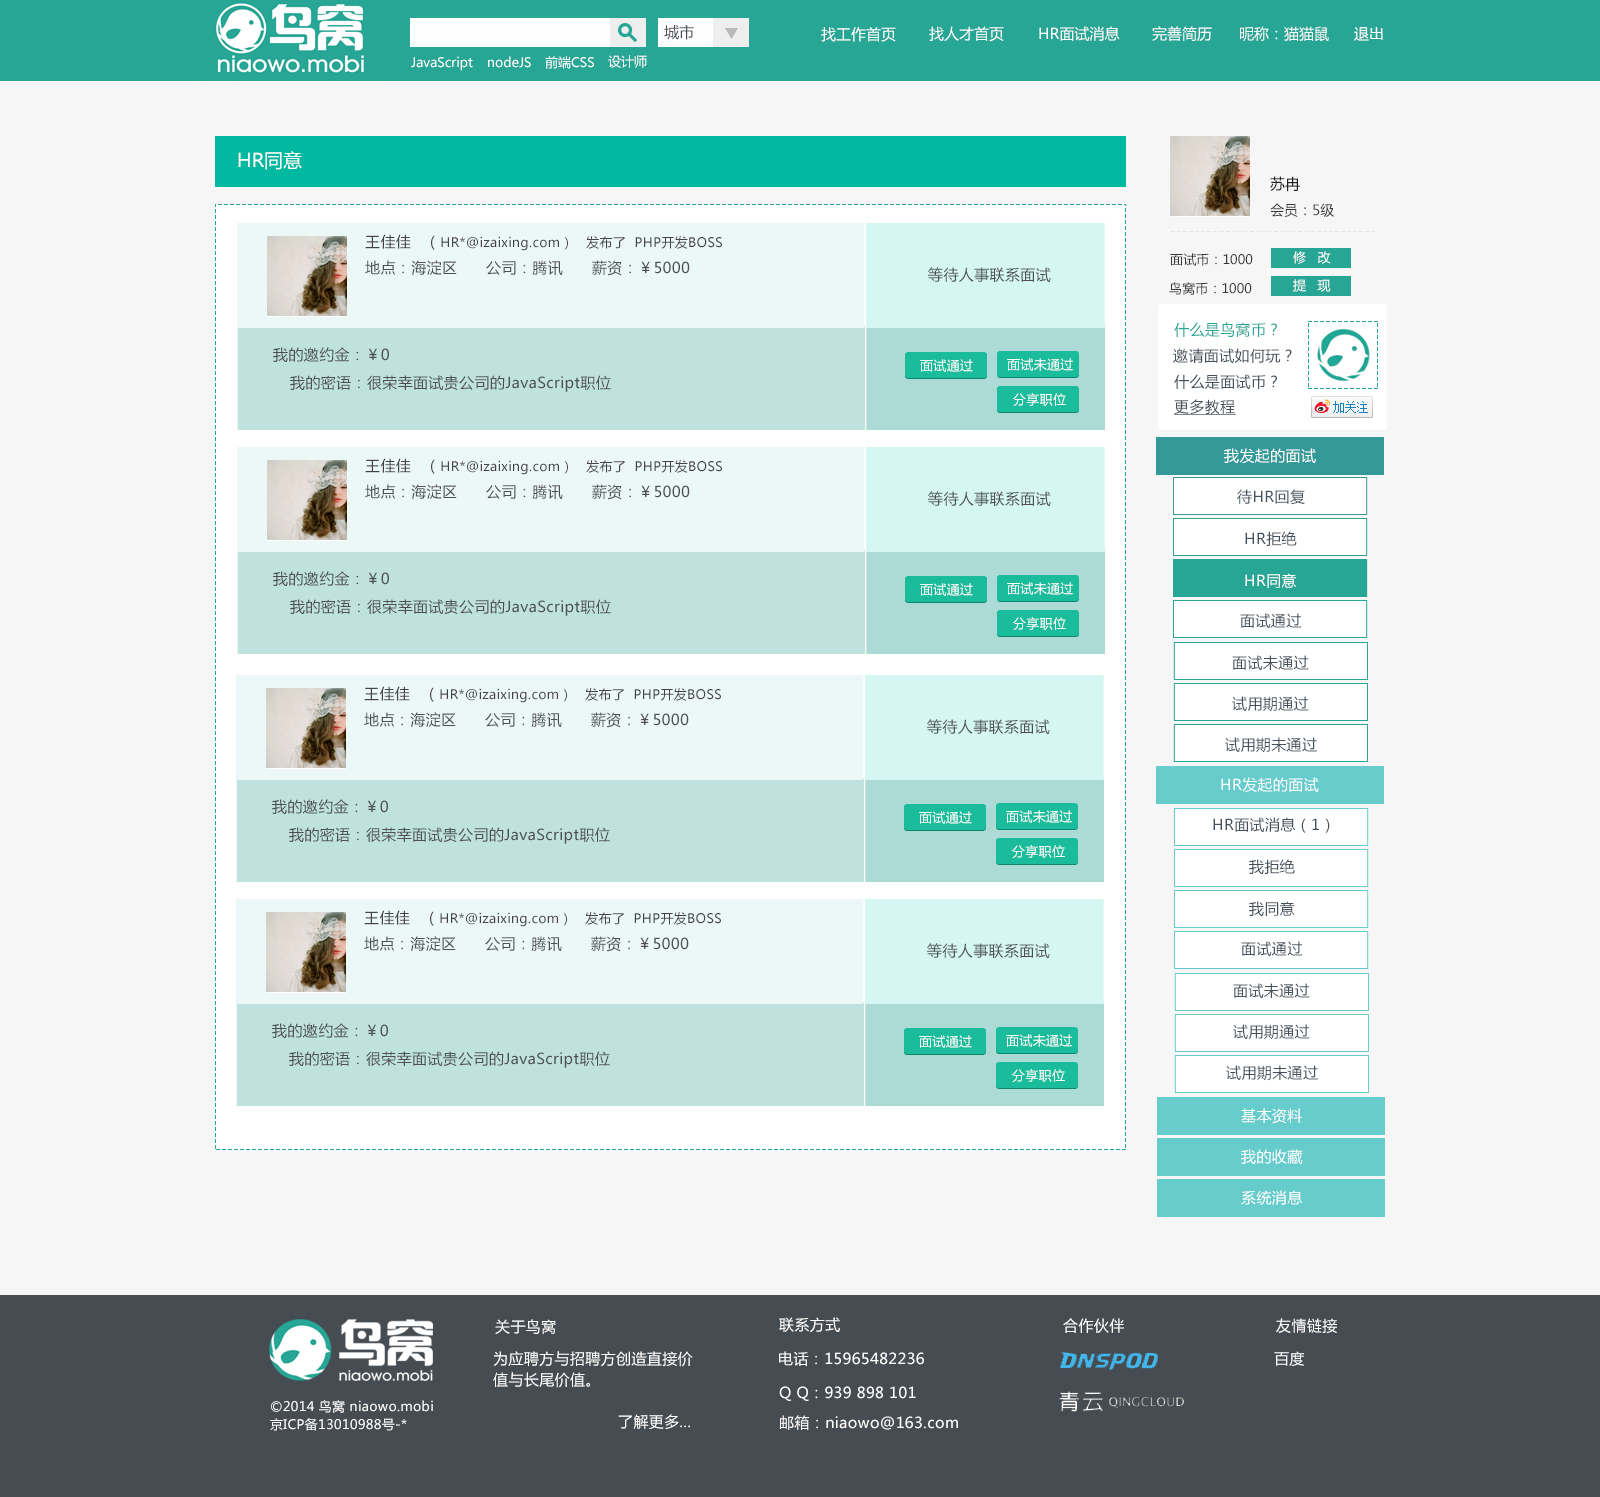 鸟窝
niaowo.mobi
城市
JavaScript nodeJS 前端CSS 设计师
找工作首页 找人才首页 HR面试消息 完善简历 昵称：猫猫鼠 退出
HR同意
王佳佳 （ HR*@izaixing.com ） 发布了 PHP开发BOSS
地点：海淀区 公司：腾讯 薪资：￥5000
等待人事联系面试
我的邀约金：￥0
我的密语：很荣幸面试贵公司的JavaScript职位
面试通过 面试未通过
分享职位
王佳佳 （ HR*@izaixing.com ） 发布了 PHP开发BOSS
地点：海淀区 公司：腾讯 薪资：￥5000
等待人事联系面试
我的邀约金：￥0
我的密语：很荣幸面试贵公司的JavaScript职位
面试通过 面试未通过
分享职位
王佳佳 （ HR*@izaixing.com ） 发布了 PHP开发BOSS
地点：海淀区 公司：腾讯 薪资：￥5000
等待人事联系面试
我的邀约金：￥0
我的密语：很荣幸面试贵公司的JavaScript职位
面试通过 面试未通过
分享职位
王佳佳 （ HR*@izaixing.com ） 发布了 PHP开发BOSS
地点：海淀区 公司：腾讯 薪资：￥5000
等待人事联系面试
我的邀约金：￥0
我的密语：很荣幸面试贵公司的JavaScript职位
面试通过 面试未通过
分享职位
苏冉
会员：5级
面试币：1000 修 改
鸟窝币：1000 提 现
什么是鸟窝币？
邀请面试如何玩？
什么是面试币？
更多教程
加关注
我发起的面试
待HR回复
HR拒绝
HR同意
面试通过
面试未通过
试用期通过
试用期未通过
HR发起的面试
HR面试消息（1）
我拒绝
我同意
面试通过
面试未通过
试用期通过
试用期未通过
基本资料
我的收藏
系统消息
鸟窝
niaowo.mobi
©2014 鸟窝 niaowo.mobi
京ICP备13010988号-*
关于鸟窝
为应聘方与招聘方创造直接价
值与长尾价值。
了解更多...
联系方式
电话：15965482236
Q Q：939 898 101
邮箱：niaowo@163.com
合作伙伴
DNSPOD
青云 QINGCLOUD
友情链接
百度